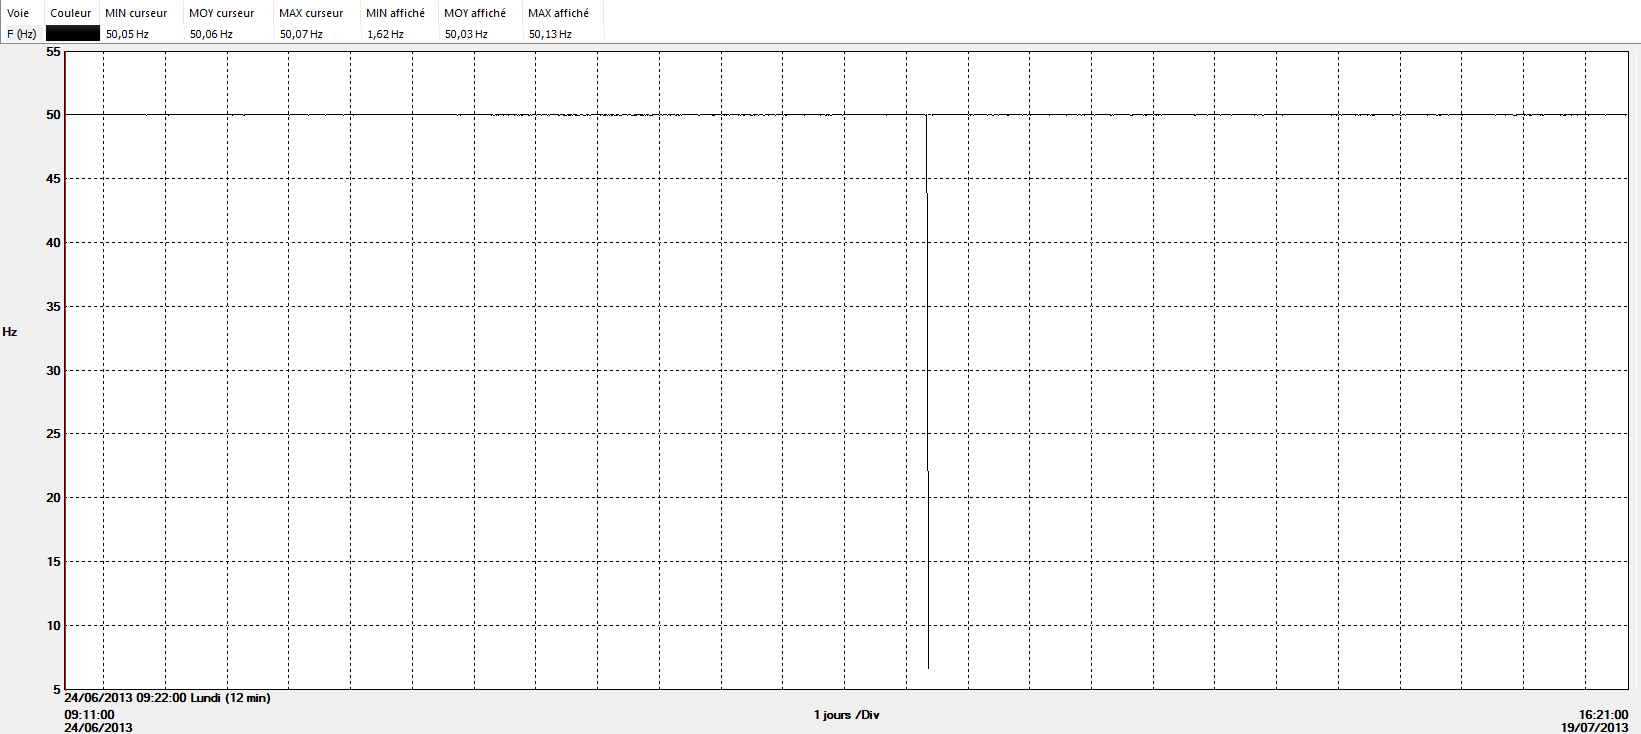 Voie Couleur MIN curseur MOY curseur MAX curseur MIN affiché MOY affiché MAX affiché
F (Hz) 50,05 Hz 50,06 Hz 50,07 Hz 1,62 Hz 50,03 Hz 50,13 Hz
55
50
45
40
35
Hz
30
25
20
15
10
5
24/06/2013 09:22:00 Lundi (12 min)
09:11:00 1 jours /Div 16:21:00
24/06/2013 19/07/2013